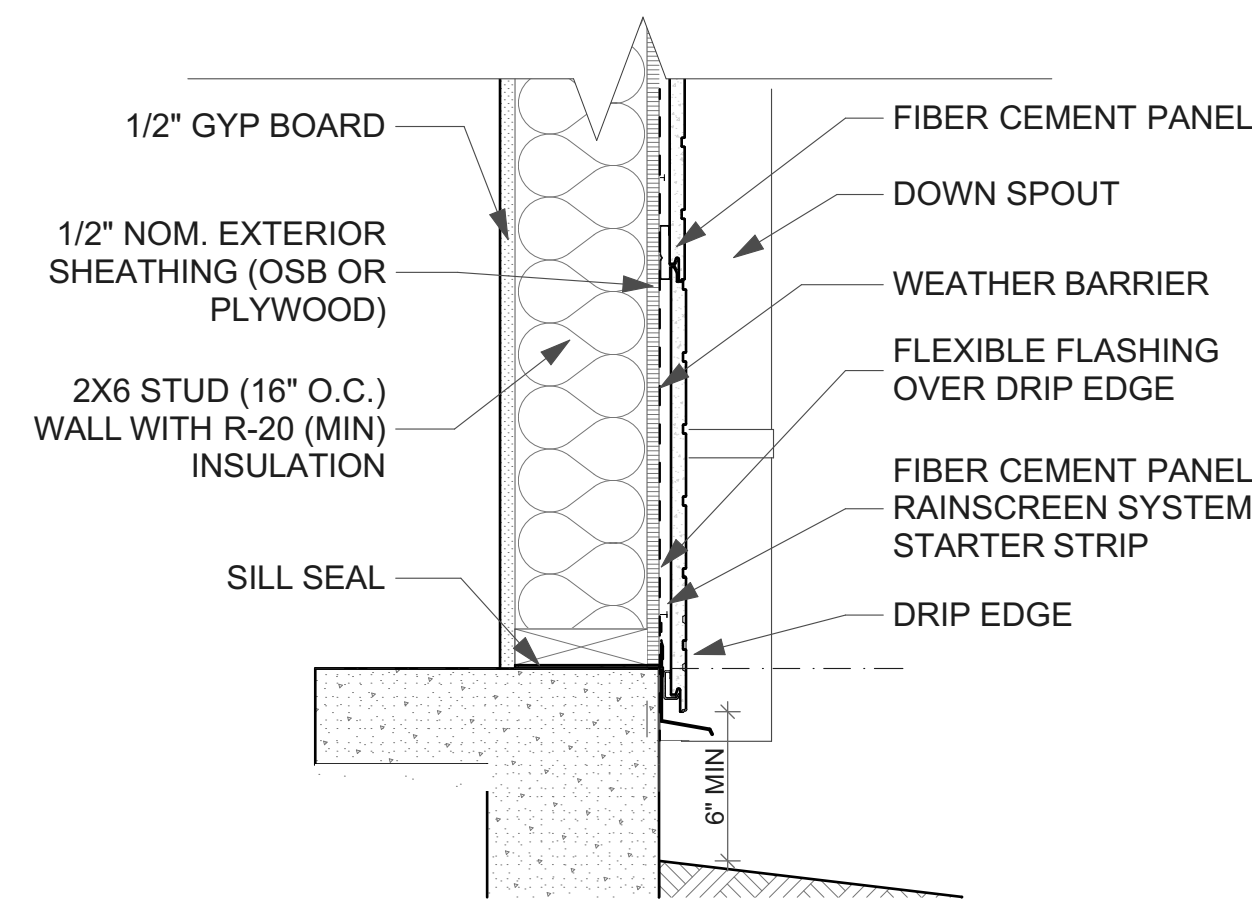 1/2" GYP BOARD
1/2" NOM. EXTERIOR
SHEATHING (OSB OR
PLYWOOD)
2X6 STUD (16" O.C.)
WALL WITH R-20 (MIN)
INSULATION
SILL SEAL
FIBER CEMENT PANEL
DOWN SPOUT
WEATHER BARRIER
FLEXIBLE FLASHING
OVER DRIP EDGE
FIBER CEMENT PANEL
RAINSCREEN SYSTEM
STARTER STRIP
DRIP EDGE
6" MIN